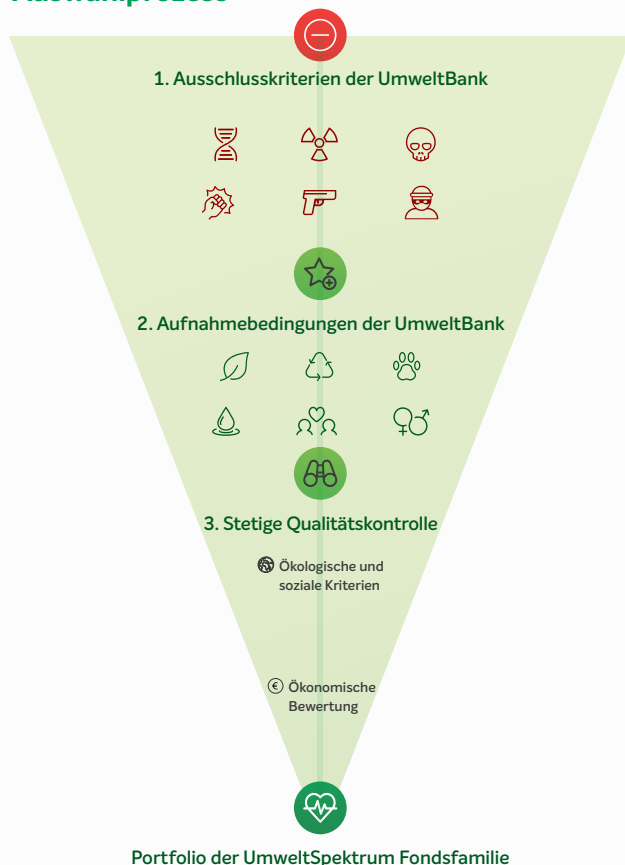 1. Ausschlusskriterien der UmweltBank
2. Aufnahmebedingungen der UmweltBank
3. Stetige Qualitätskontrolle
Ökologische und
soziale Kriterien
€ Ökonomische
Bewertung
Portfolio der UmweltSpektrum Fondsfamilie